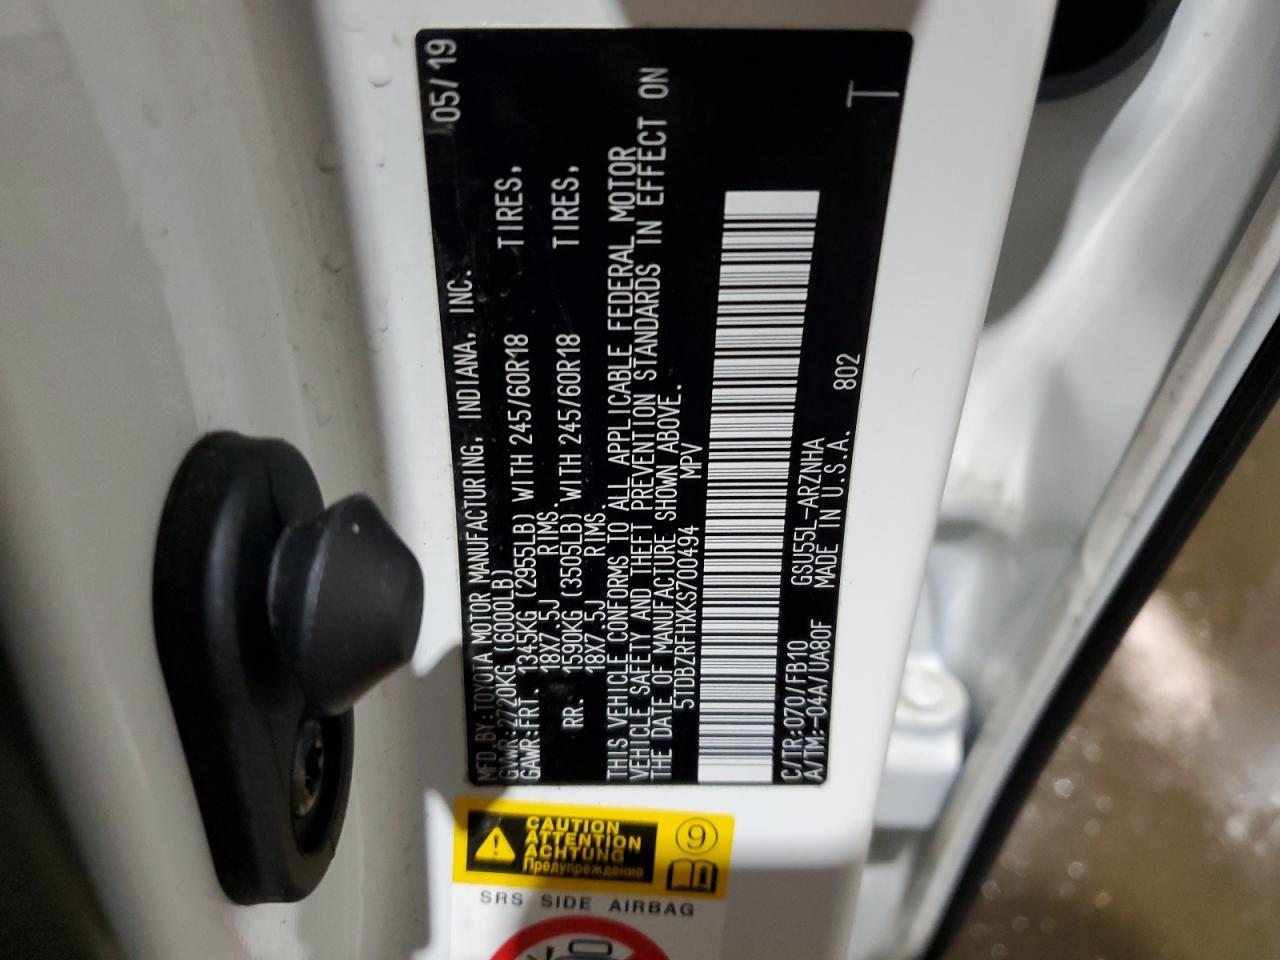 MFD.BY:TOYOTA MOTOR MANUFACTURING, INDIANA, INC. 05/19
GVWR:2720KG (6000LB)
GAWR:FRT. 1345KG (2955LB) WITH 245/60R18 TIRES,
18X7.5J RIMS.
RR. 1590KG (3505LB) WITH 245/60R18 TIRES,
18X7.5J RIMS.
THIS VEHICLE CONFORMS TO ALL APPLICABLE FEDERAL MOTOR
VEHICLE SAFETY AND THEFT PREVENTION STANDARDS IN EFFECT ON
THE DATE OF MANUFACTURE SHOWN ABOVE.
5TDBZRFHXKS700494 MPV
C/TR:070/FB10 GSU55L-ARZNHA
A/TM:-04A/UA80F MADE IN U.S.A. 802
T
CAUTION
ATTENTION
ACHTUNG
Предупреждение
9
SRS SIDE AIRBAG